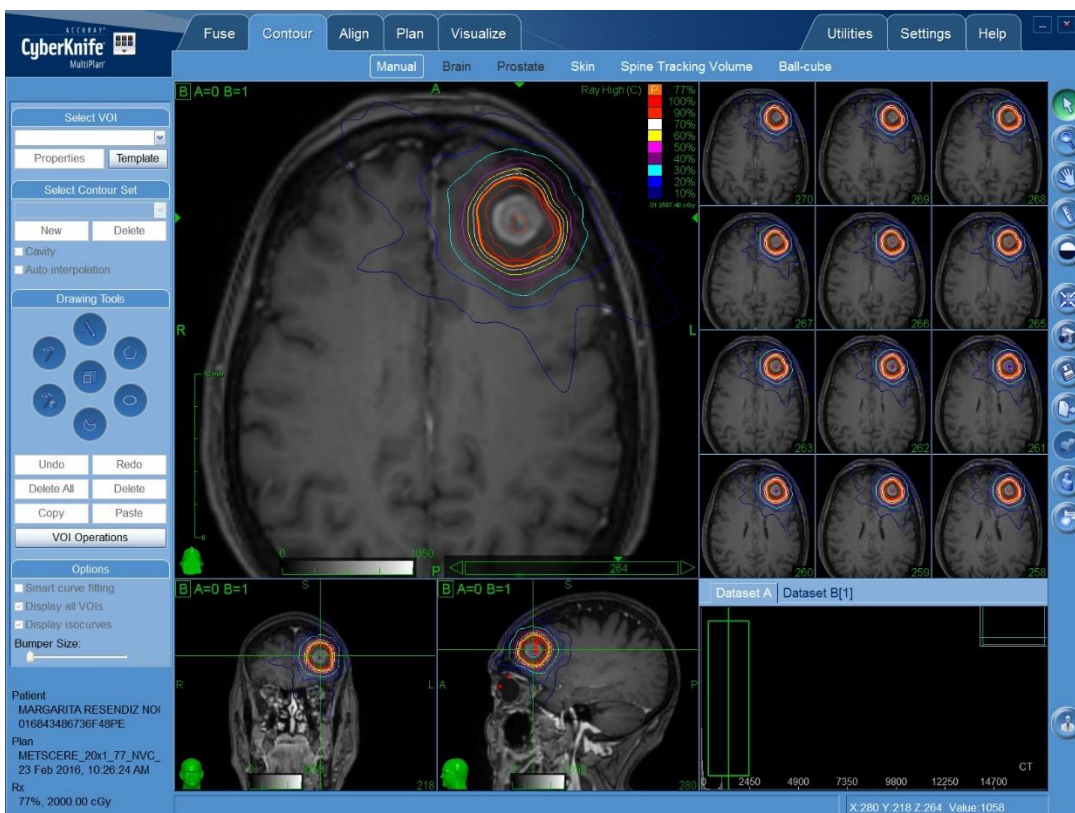 ACCURAY
CyberKnife
MultiPlan
Fuse
Contour
Align
Plan
Visualize
Utilities
Settings
Help
Manual
Brain
Prostate
Skin
Spine Tracking Volume
Ball-cube
Select VOI
Properties
Template
Select Contour Set
New
Delete
Cavity
Auto interpolation
Drawing Tools
Undo
Redo
Delete All
Delete
Copy
Paste
VOI Operations
Options
Smart curve fitting
Display all VOIs
Display isocurves
Bumper Size:
Patient
MARGARITA RESENDIZ NO
016843486736F48PE
Plan
METSCERE_20x1_77_NVC_
23 Feb 2016, 10:26:24 AM
Rx
77%, 2000.00 cGy
B A=0 B=1
A
Ray High (C)
P 77%
100%
90%
70%
60%
50%
40%
30%
20%
10%
2597.48 cGy
R
L
0
0
1050
P
264
270
269
268
267
266
265
263
262
261
260
259
258
B A=0 B=1
S
R
L
0
218
B A=0 B=1
S
A
P
0
280
Dataset A
Dataset B[1]
CT
0
2450
4900
7350
9800
12250
14700
X:280 Y:218 Z:264 Value:1058